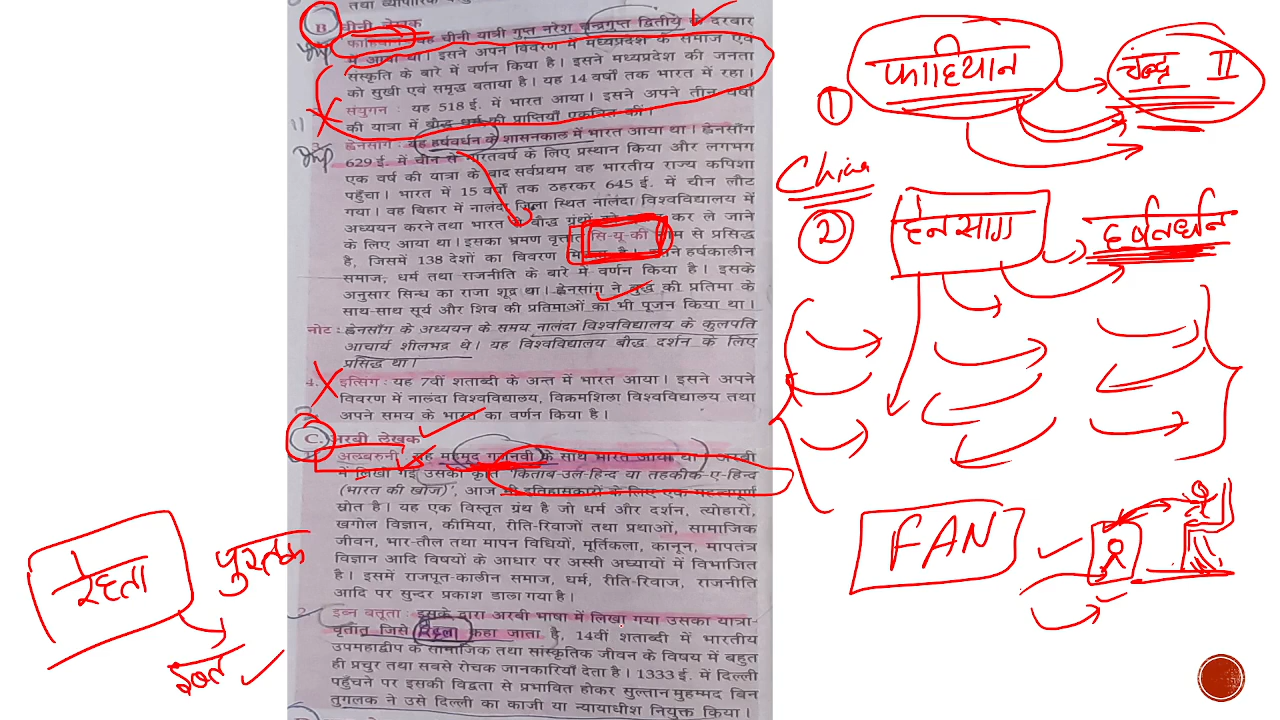 तथा व्यापारिक
B चीनी लेखक
फाहियान: यह चीनी यात्री गुप्त नरेश चन्द्रगुप्त द्वितीय के दरबार
में आया था। इसने अपने विवरण में मध्यप्रदेश के समाज एवं
संस्कृति के बारे में वर्णन किया है। इसने मध्यप्रदेश की जनता
को सुखी एवं समृद्ध बताया है। यह 14 वर्षों तक भारत में रहा।
संयुगन : यह 518 ई. में भारत आया। इसने अपने तीन वर्षों
की यात्रा में बौद्ध धर्म की प्राप्तियाँ एकत्रित कीं।
ह्वेनसाँग : यह हर्षवर्धन के शासनकाल में भारत आया था। ह्वेनसाँग
629 ई. में चीन से भारतवर्ष के लिए प्रस्थान किया और लगभग
एक वर्ष की यात्रा के बाद सर्वप्रथम वह भारतीय राज्य कपिशा
पहुँचा। भारत में 15 वर्षों तक ठहरकर 645 ई. में चीन लौट
गया। वह बिहार में नालंदा जिला स्थित नालंदा विश्वविद्यालय में
अध्ययन करने तथा भारत से बौद्ध ग्रंथों को कर ले जाने
के लिए आया था। इसका भ्रमण वृत्तांत सि-यू-की नाम से प्रसिद्ध
है, जिसमें 138 देशों का विवरण है। इसने हर्षकालीन
समाज, धर्म तथा राजनीति के बारे में वर्णन किया है। इसके
अनुसार सिन्ध का राजा शूद्र था। ह्वेनसांग ने बुद्ध की प्रतिमा के
साथ-साथ सूर्य और शिव की प्रतिमाओं का भी पूजन किया था।
नोट : ह्वेनसाँग के अध्ययन के समय नालंदा विश्वविद्यालय के कुलपति
आचार्य शीलभद्र थे। यह विश्वविद्यालय बौद्ध दर्शन के लिए
प्रसिद्ध था।
4. इत्सिंग: यह 7वीं शताब्दी के अन्त में भारत आया। इसने अपने
विवरण में नालंदा विश्वविद्यालय, विक्रमशिला विश्वविद्यालय तथा
अपने समय के भारत का वर्णन किया है।
C. अरबी लेखक
अलबरुनी: यह महमूद गजनवी के साथ भारत आया था। अरबी
में लिखी गई उसकी कृति 'किताब-उल-हिन्द या तहकीक-ए-हिन्द
(भारत की खोज)', आज भी इतिहासकारों के लिए एक महत्वपूर्ण
स्रोत है। यह एक विस्तृत ग्रंथ है जो धर्म और दर्शन, त्योहारों,
खगोल विज्ञान, कीमिया, रीति-रिवाजों तथा प्रथाओं, सामाजिक
जीवन, भार-तौल तथा मापन विधियों, मूर्तिकला, कानून, मापतंत्र
विज्ञान आदि विषयों के आधार पर अस्सी अध्यायों में विभाजित
है। इसमें राजपूत-कालीन समाज, धर्म, रीति-रिवाज, राजनीति
आदि पर सुन्दर प्रकाश डाला गया है।
2. इब्न बतूता : इसके द्वारा अरबी भाषा में लिखा गया उसका यात्रा-
वृतांत जिसे रेहला कहा जाता है, 14वीं शताब्दी में भारतीय
उपमहाद्वीप के सामाजिक तथा सांस्कृतिक जीवन के विषय में बहुत
ही प्रचुर तथा सबसे रोचक जानकारियाँ देता है। 1333 ई. में दिल्ली
पहुँचने पर इसकी विद्वता से प्रभावित होकर सुल्तान मुहम्मद बिन
तुगलक ने उसे दिल्ली का काजी या न्यायाधीश नियुक्त किया।
① फाहियान चन्द्र II
China
② हेनसाग हर्षवर्धन
FAN
रेहता पुस्तक
इब्न